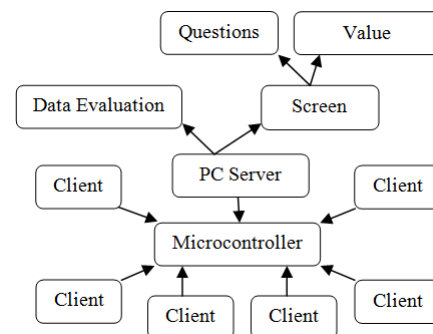 Questions
Value
Data Evaluation
Screen
PC Server
Client
Client
Microcontroller
Client
Client
Client
Client